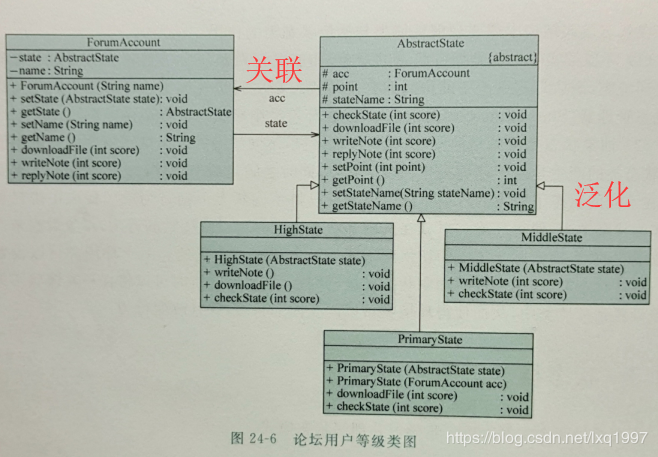 ForumAccount
− state : AbstractState
− name : String
+ ForumAccount (String name)
+ setState (AbstractState state): void
+ getState () : AbstractState
+ setName (String name) : void
+ getName () : String
+ downloadFile (int score) : void
+ writeNote (int score) : void
+ replyNote (int score) : void
关联
acc
state
AbstractState
{abstract}
# acc : ForumAccount
# point : int
# stateName : String
+ checkState (int score) : void
+ downloadFile (int score) : void
+ writeNote (int score) : void
+ replyNote (int score) : void
+ setPoint (int point) : void
+ getPoint () : int
+ setStateName(String stateName) : void
+ getStateName () : String
泛化
HighState
+ HighState (AbstractState state)
+ writeNote () : void
+ downloadFile () : void
+ checkState (int score) : void
MiddleState
+ MiddleState (AbstractState state)
+ writeNote (int score) : void
+ checkState (int score) : void
PrimaryState
+ PrimaryState (AbstractState state)
+ PrimaryState (ForumAccount acc)
+ downloadFile (int score) : void
+ checkState (int score) : void
图 24-6 论坛用户等级类图
https://blog.csdn.net/lxq1997